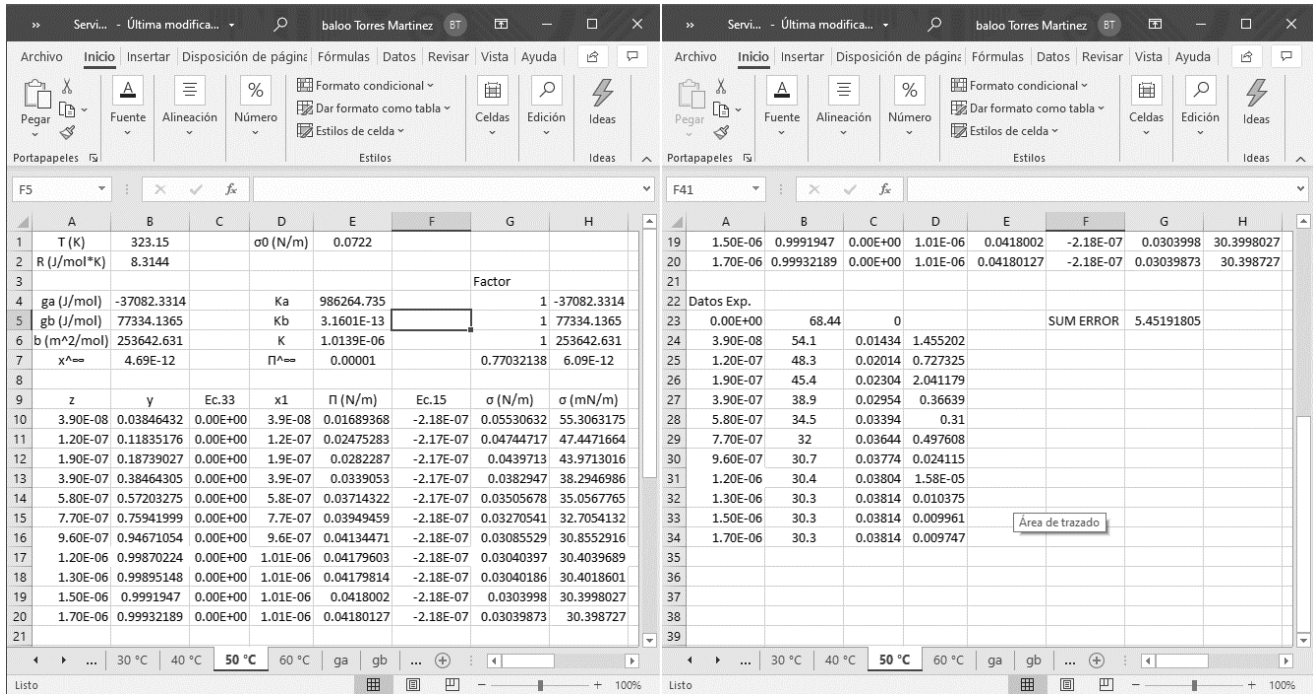 » Servi... - Última modifica... baloo Torres Martinez BT
Archivo Inicio Insertar Disposición de página Fórmulas Datos Revisar Vista Ayuda
Pegar Fuente Alineación % Número Formato condicional Dar formato como tabla Estilos de celda Celdas Edición Ideas
Portapapeles Estilos Ideas
F5 fx
A B C D E F G H
1 T (K) 323.15 σ0 (N/m) 0.0722
2 R (J/mol*K) 8.3144
3 Factor
4 ga (J/mol) -37082.3314 Ka 986264.735 1 -37082.3314
5 gb (J/mol) 77334.1365 Kb 3.1601E-13 1 77334.1365
6 b (m^2/mol) 253642.631 K 1.0139E-06 1 253642.631
7 x^∞ 4.69E-12 Π^∞ 0.00001 0.77032138 6.09E-12
8
9 z y Ec.33 x1 Π (N/m) Ec.15 σ (N/m) σ (mN/m)
10 3.90E-08 0.03846432 0.00E+00 3.9E-08 0.01689368 -2.18E-07 0.05530632 55.3063175
11 1.20E-07 0.11835176 0.00E+00 1.2E-07 0.02475283 -2.17E-07 0.04744717 47.4471664
12 1.90E-07 0.18739027 0.00E+00 1.9E-07 0.0282287 -2.17E-07 0.0439713 43.9713016
13 3.90E-07 0.38464305 0.00E+00 3.9E-07 0.0339053 -2.17E-07 0.0382947 38.2946986
14 5.80E-07 0.57203275 0.00E+00 5.8E-07 0.03714322 -2.17E-07 0.03505678 35.0567765
15 7.70E-07 0.75941999 0.00E+00 7.7E-07 0.03949459 -2.18E-07 0.03270541 32.7054132
16 9.60E-07 0.94671054 0.00E+00 9.6E-07 0.04134471 -2.18E-07 0.03085529 30.8552916
17 1.20E-06 0.99870224 0.00E+00 1.01E-06 0.04179603 -2.18E-07 0.03040397 30.4039689
18 1.30E-06 0.99895148 0.00E+00 1.01E-06 0.04179814 -2.18E-07 0.03040186 30.4018601
19 1.50E-06 0.9991947 0.00E+00 1.01E-06 0.0418002 -2.18E-07 0.0303998 30.3998027
20 1.70E-06 0.99932189 0.00E+00 1.01E-06 0.04180127 -2.18E-07 0.03039873 30.398727
21
... 30 °C 40 °C 50 °C 60 °C ga gb ...
Listo 100%
» Servi... - Última modifica... baloo Torres Martinez BT
Archivo Inicio Insertar Disposición de página Fórmulas Datos Revisar Vista Ayuda
Pegar Fuente Alineación % Número Formato condicional Dar formato como tabla Estilos de celda Celdas Edición Ideas
Portapapeles Estilos Ideas
F41 fx
A B C D E F G H
19 1.50E-06 0.9991947 0.00E+00 1.01E-06 0.0418002 -2.18E-07 0.0303998 30.3998027
20 1.70E-06 0.99932189 0.00E+00 1.01E-06 0.04180127 -2.18E-07 0.03039873 30.398727
21
22 Datos Exp.
23 0.00E+00 68.44 0 SUM ERROR 5.45191805
24 3.90E-08 54.1 0.01434 1.455202
25 1.20E-07 48.3 0.02014 0.727325
26 1.90E-07 45.4 0.02304 2.041179
27 3.90E-07 38.9 0.02954 0.36639
28 5.80E-07 34.5 0.03394 0.31
29 7.70E-07 32 0.03644 0.497608
30 9.60E-07 30.7 0.03774 0.024115
31 1.20E-06 30.4 0.03804 1.58E-05
32 1.30E-06 30.3 0.03814 0.010375
33 1.50E-06 30.3 0.03814 0.009961 Área de trazado
34 1.70E-06 30.3 0.03814 0.009747
35
36
37
38
39
... 30 °C 40 °C 50 °C 60 °C ga gb ...
Listo 100%